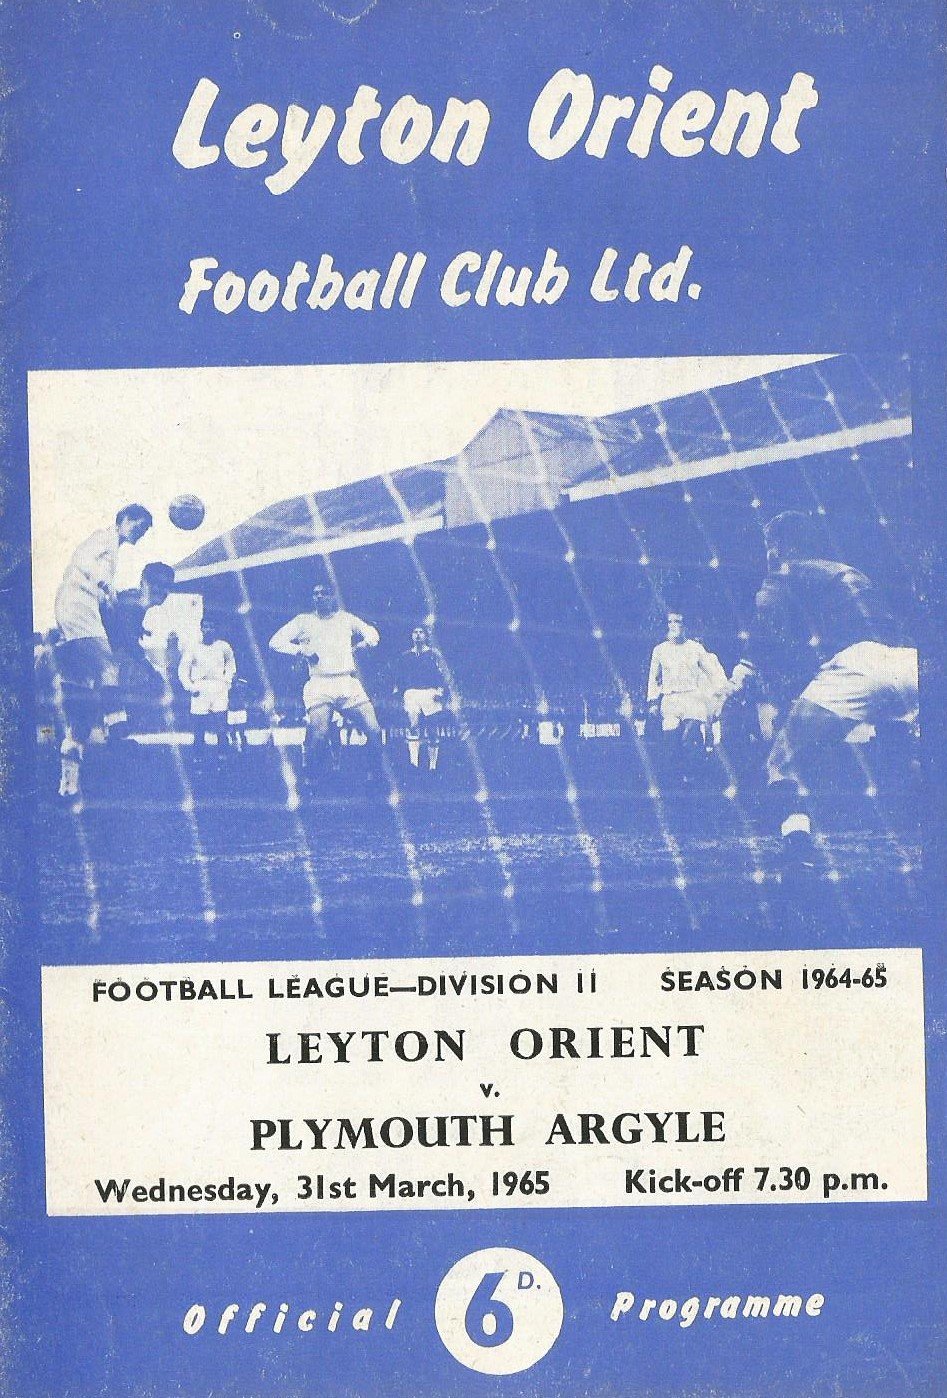 Leyton Orient
Football Club Ltd.
FOOTBALL LEAGUE—DIVISION II SEASON 1964-65
LEYTON ORIENT
v.
PLYMOUTH ARGYLE
Wednesday, 31st March, 1965 Kick-off 7.30 p.m.
Official 6D. Programme